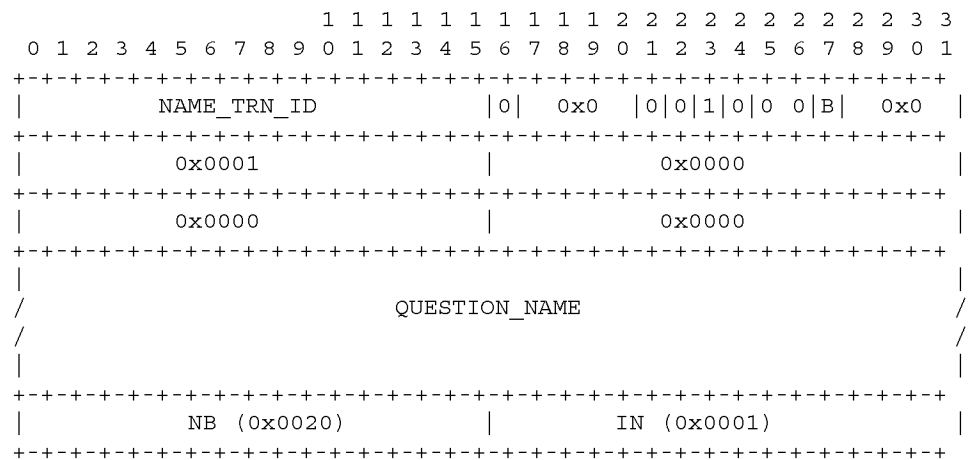 1 1 1 1 1 1 1 1 1 1 2 2 2 2 2 2 2 2 2 2 3 3
 0 1 2 3 4 5 6 7 8 9 0 1 2 3 4 5 6 7 8 9 0 1 2 3 4 5 6 7 8 9 0 1
+-+-+-+-+-+-+-+-+-+-+-+-+-+-+-+-+-+-+-+-+-+-+-+-+-+-+-+-+-+-+-+
|         NAME_TRN_ID           |0|  0x0  |0|0|1|0|0 0|B|  0x0  |
+-+-+-+-+-+-+-+-+-+-+-+-+-+-+-+-+-+-+-+-+-+-+-+-+-+-+-+-+-+-+-+
|          0x0001               |           0x0000              |
+-+-+-+-+-+-+-+-+-+-+-+-+-+-+-+-+-+-+-+-+-+-+-+-+-+-+-+-+-+-+-+
|          0x0000               |           0x0000              |
+-+-+-+-+-+-+-+-+-+-+-+-+-+-+-+-+-+-+-+-+-+-+-+-+-+-+-+-+-+-+-+
|                                                               |
/                         QUESTION_NAME                         /
/                                                               /
|                                                               |
+-+-+-+-+-+-+-+-+-+-+-+-+-+-+-+-+-+-+-+-+-+-+-+-+-+-+-+-+-+-+-+
|           NB (0x0020)         |        IN (0x0001)            |
+-+-+-+-+-+-+-+-+-+-+-+-+-+-+-+-+-+-+-+-+-+-+-+-+-+-+-+-+-+-+-+